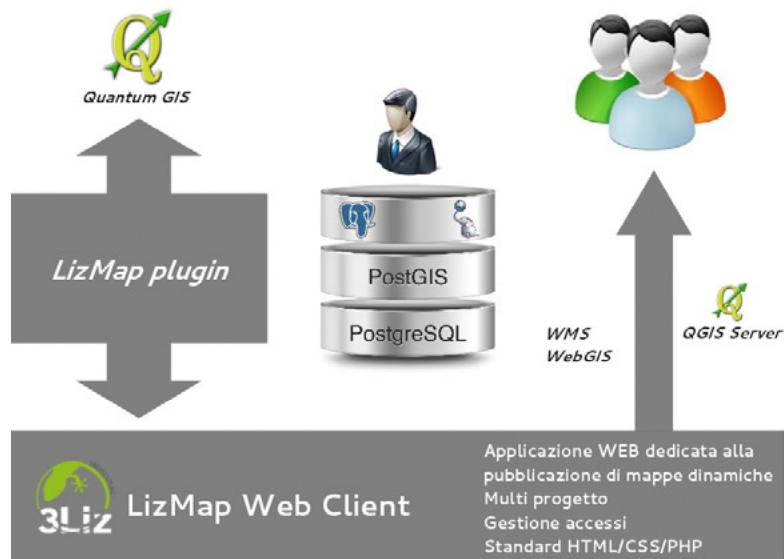 Quantum GIS
LizMap plugin
PostGIS
PostgreSQL
WMS
WebGIS
QGIS Server
3Liz
LizMap Web Client
Applicazione WEB dedicata alla
pubblicazione di mappe dinamiche
Multi progetto
Gestione accessi
Standard HTML/CSS/PHP